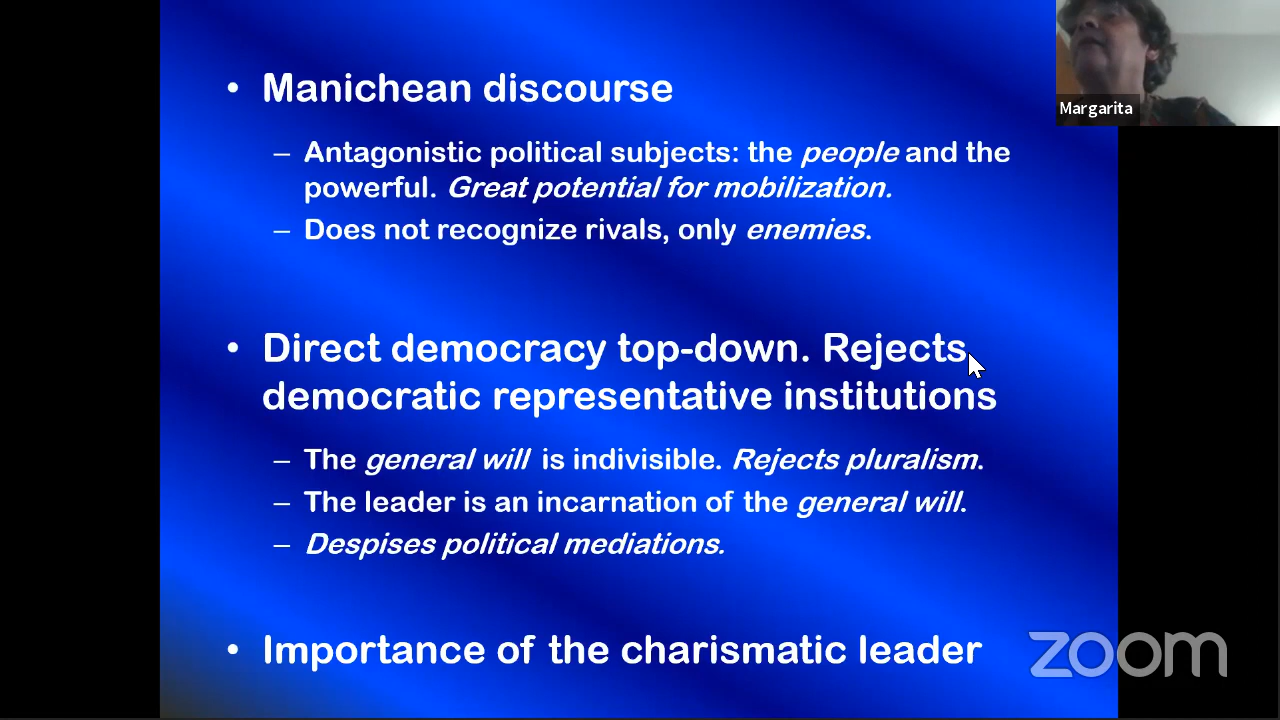 • Manichean discourse
– Antagonistic political subjects: the people and the
powerful. Great potential for mobilization.
– Does not recognize rivals, only enemies.
• Direct democracy top-down. Rejects
democratic representative institutions
– The general will is indivisible. Rejects pluralism.
– The leader is an incarnation of the general will.
– Despises political mediations.
• Importance of the charismatic leader
Margarita
zoom